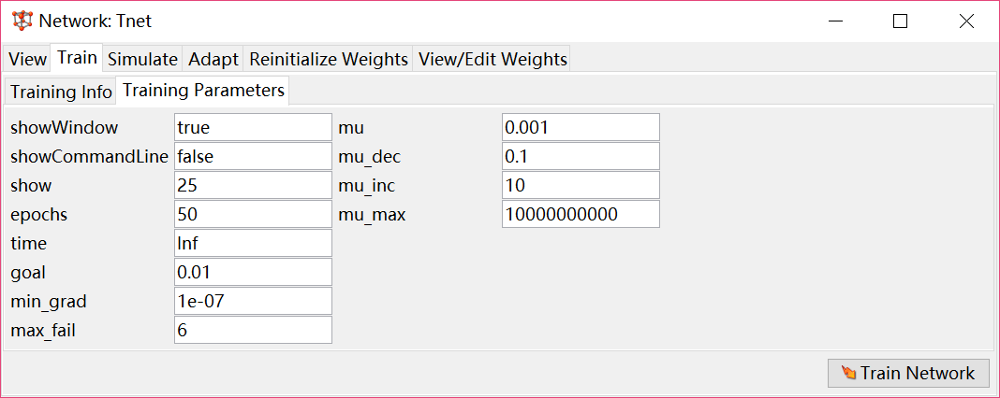 Network: Tnet
View Train Simulate Adapt Reinitialize Weights View/Edit Weights
Training Info Training Parameters
showWindow true mu 0.001
showCommandLine false mu_dec 0.1
show 25 mu_inc 10
epochs 50 mu_max 10000000000
time Inf
goal 0.01
min_grad 1e-07
max_fail 6
Train Network